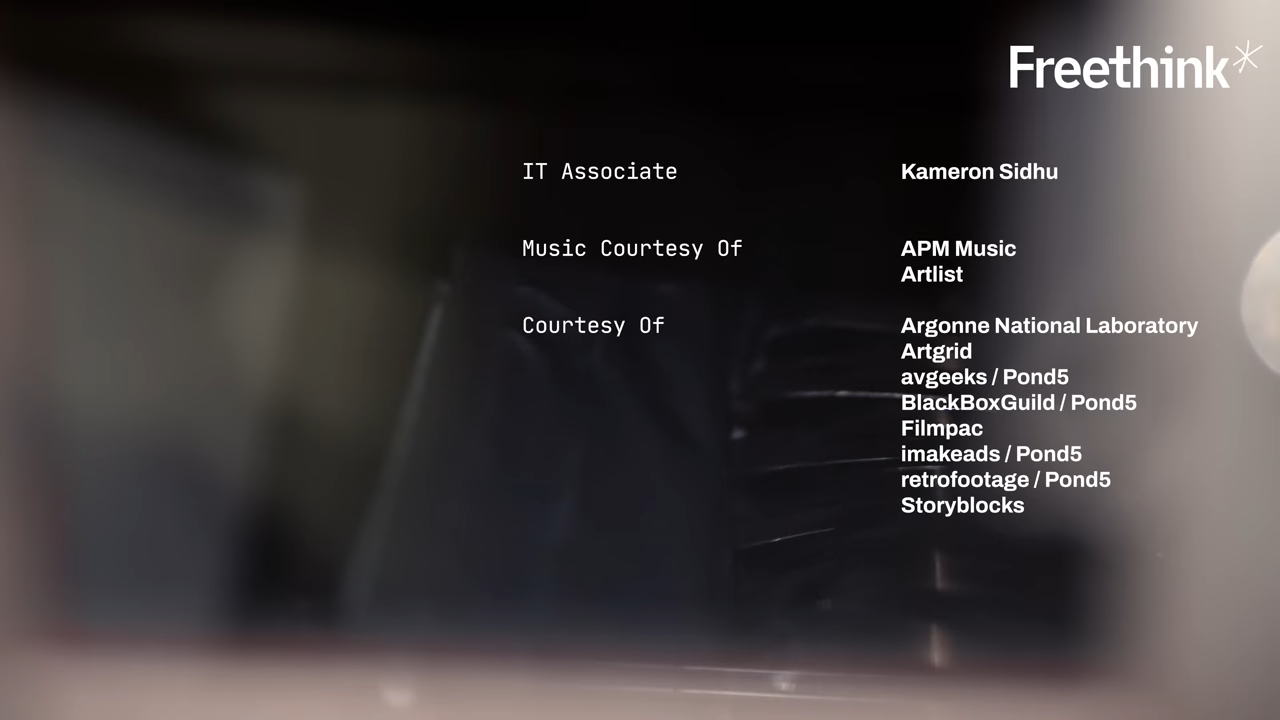 Freethink*
IT Associate Kameron Sidhu
Music Courtesy Of APM Music
Artlist
Courtesy Of Argonne National Laboratory
Artgrid
avgeeks / Pond5
BlackBoxGuild / Pond5
Filmpac
imakeads / Pond5
retrofootage / Pond5
Storyblocks